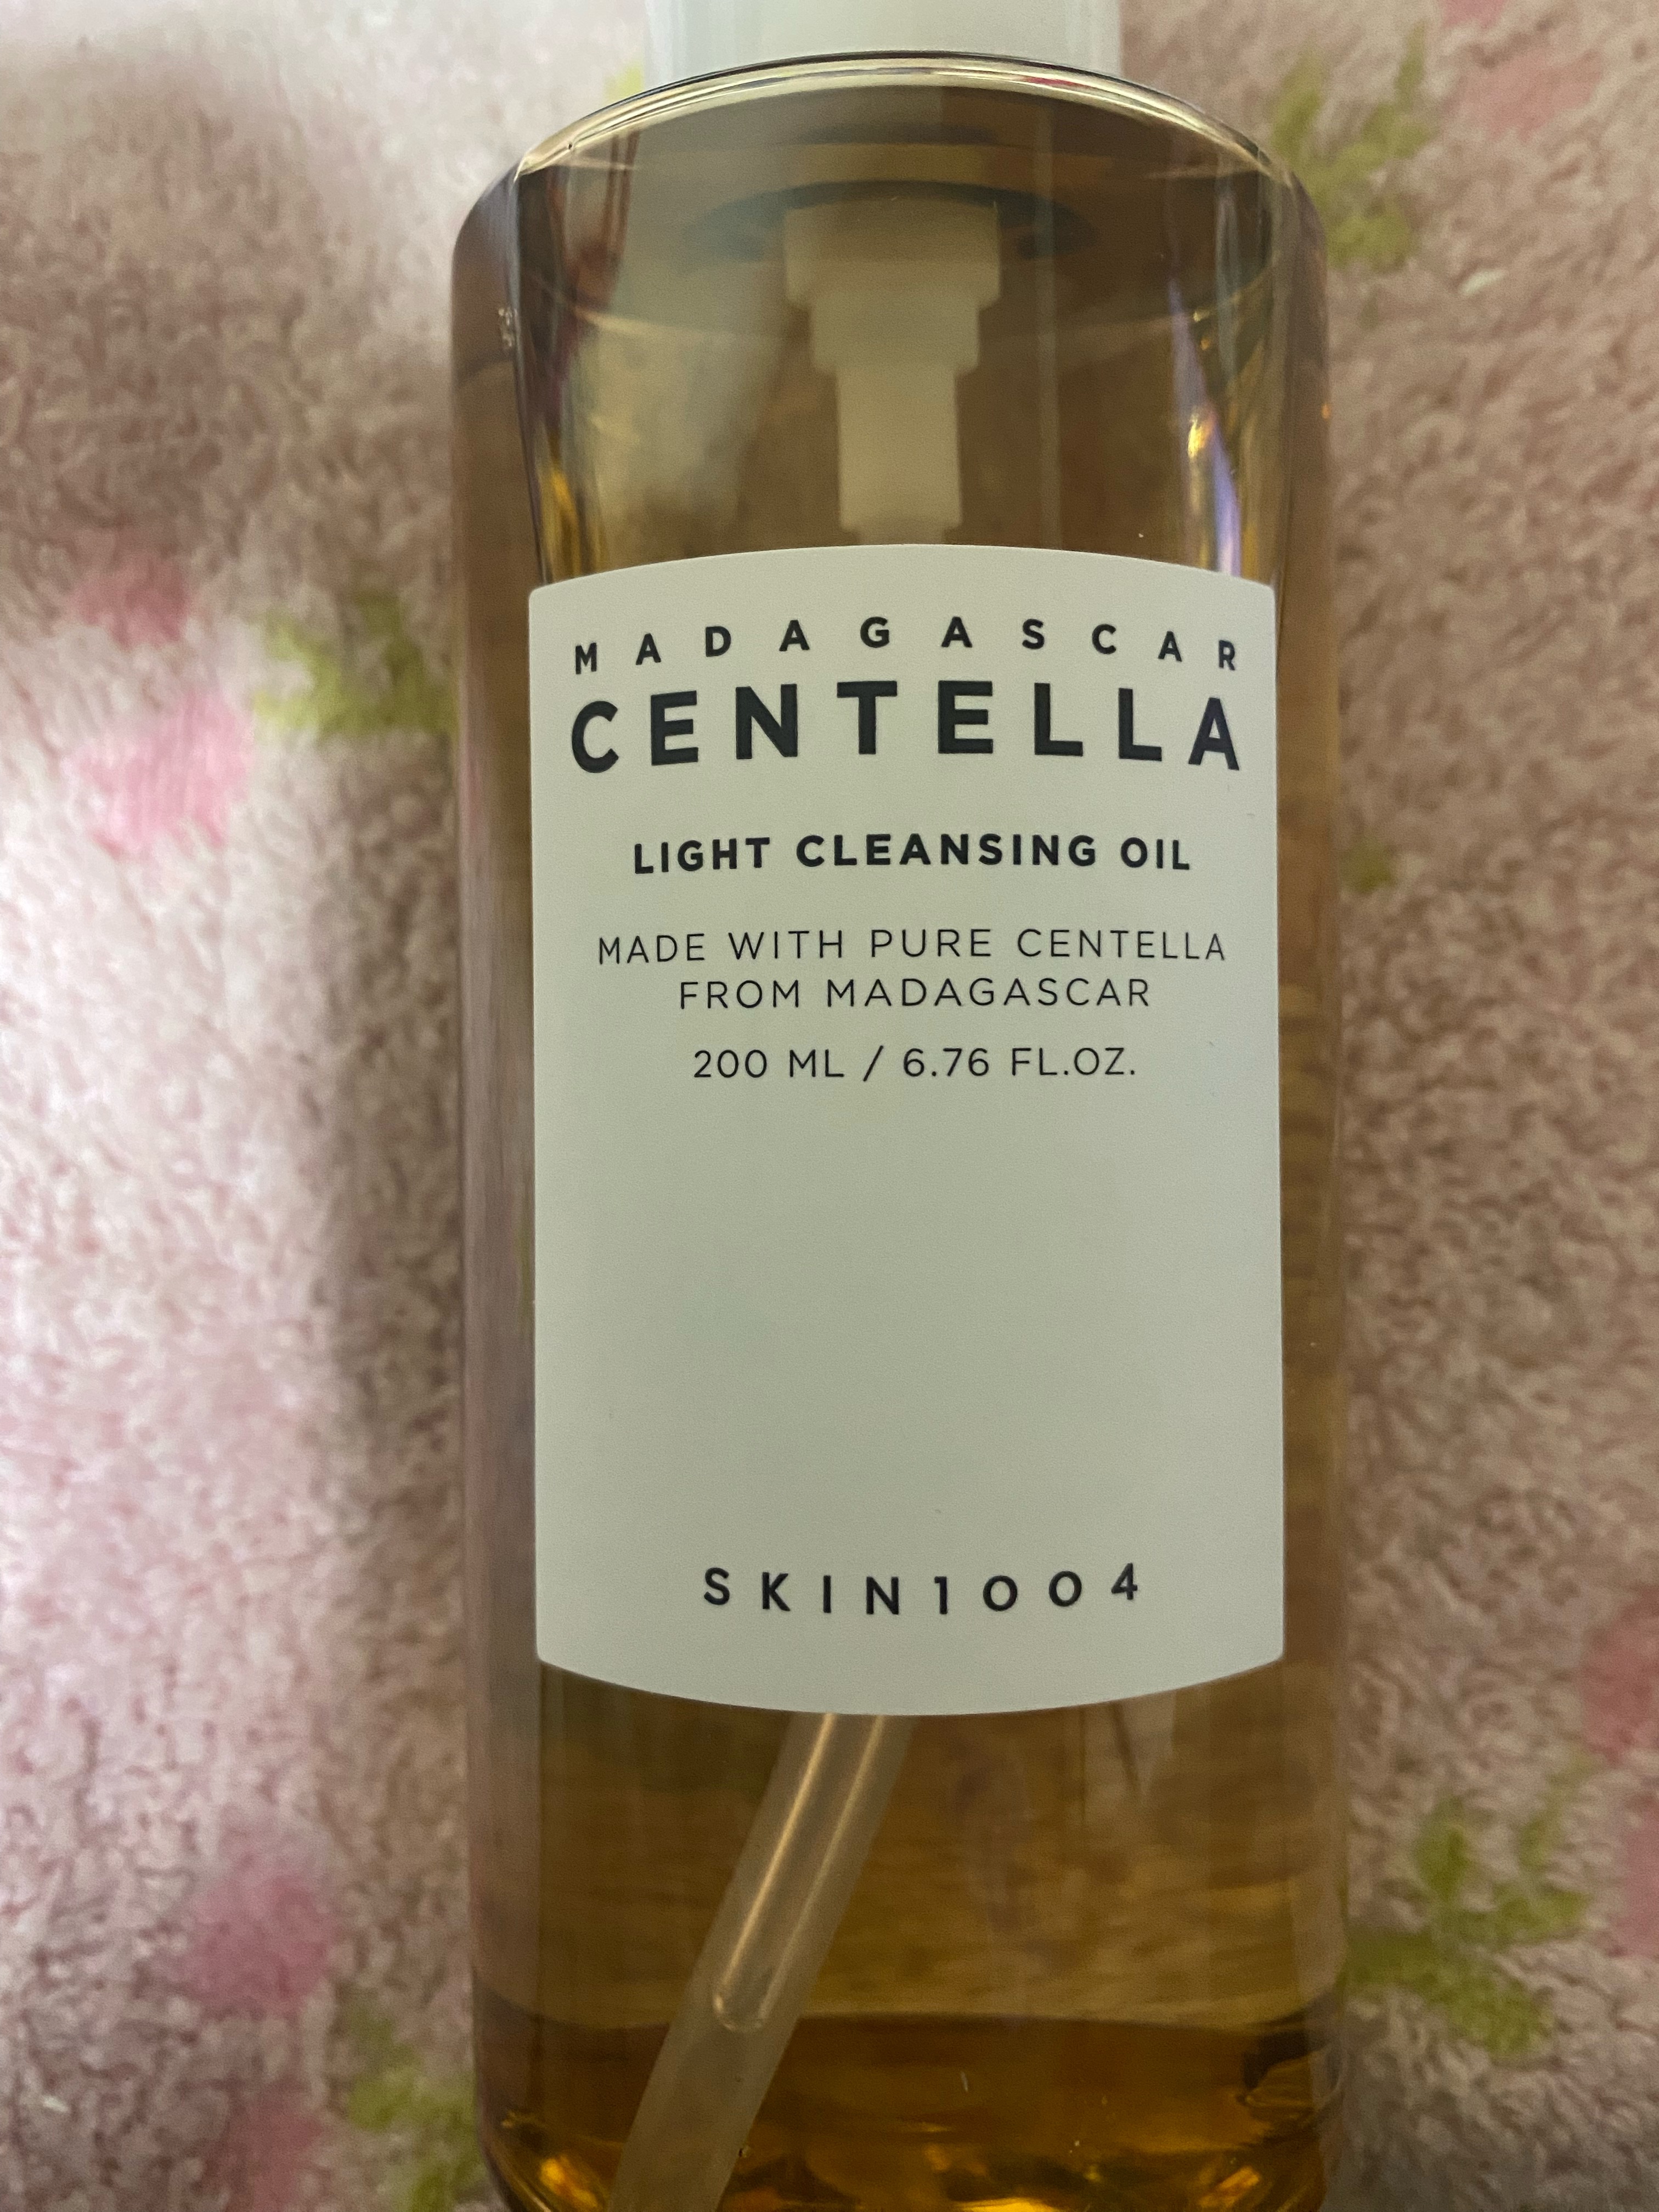 MADAGASCAR
CENTELLA
LIGHT CLEANSING OIL
MADE WITH PURE CENTELLA
FROM MADAGASCAR
200 ML / 6.76 FL.OZ.
SKIN1004